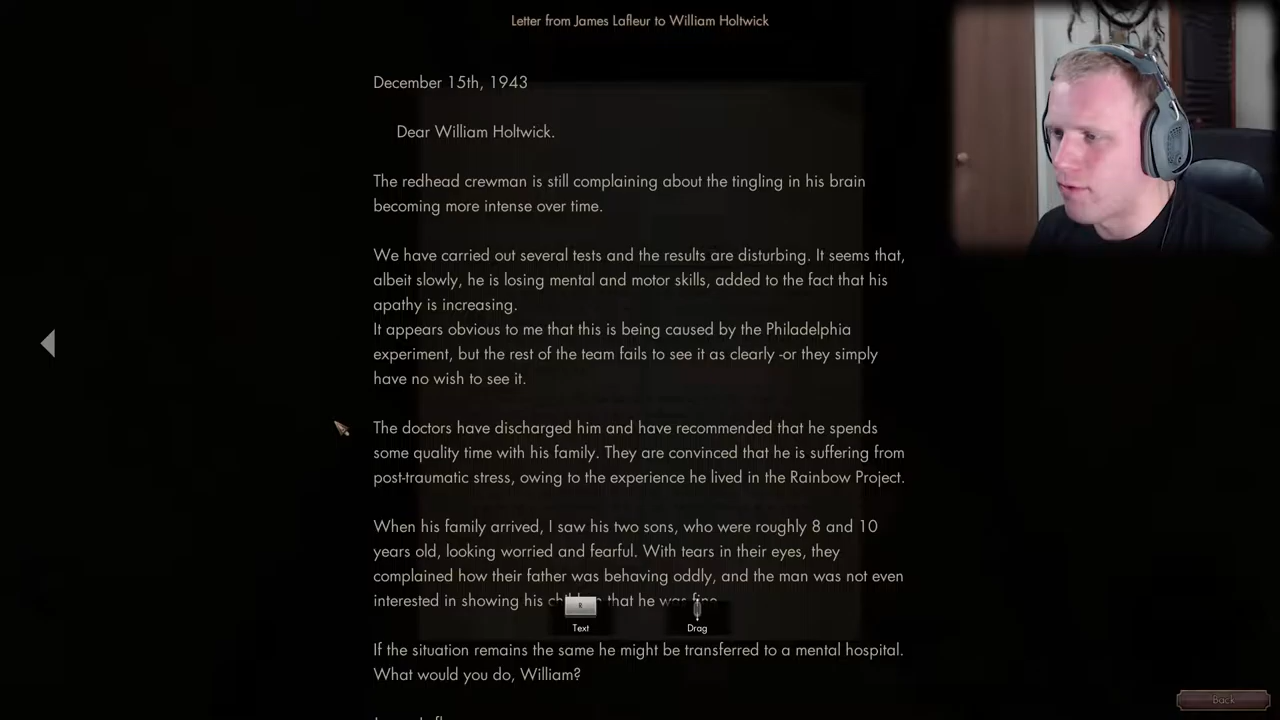 Letter from James Lafleur to William Holtwick
December 15th, 1943
Dear William Holtwick.
The redhead crewman is still complaining about the tingling in his brain
becoming more intense over time.
We have carried out several tests and the results are disturbing. It seems that,
albeit slowly, he is losing mental and motor skills, added to the fact that his
apathy is increasing.
It appears obvious to me that this is being caused by the Philadelphia
experiment, but the rest of the team fails to see it as clearly -or they simply
have no wish to see it.
The doctors have discharged him and have recommended that he spends
some quality time with his family. They are convinced that he is suffering from
post-traumatic stress, owing to the experience he lived in the Rainbow Project.
When his family arrived, I saw his two sons, who were roughly 8 and 10
years old, looking worried and fearful. With tears in their eyes, they
complained how their father was behaving oddly, and the man was not even
interested in showing his children that he was fine.
R
Text
Drag
If the situation remains the same he might be transferred to a mental hospital.
What would you do, William?
Back